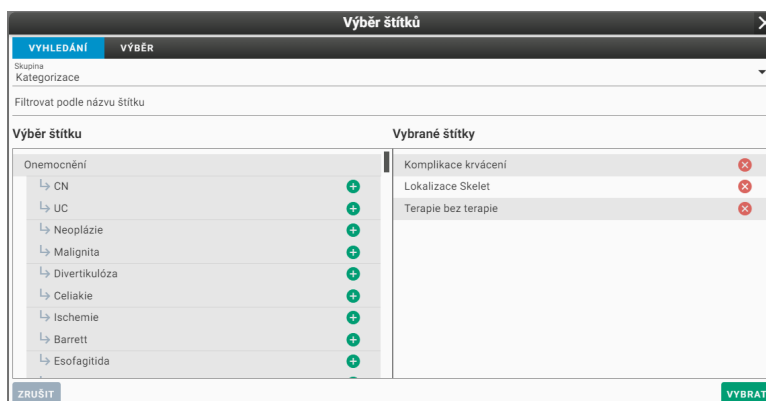 Výběr štítků
VYHLEDÁNÍ VÝBĚR
Skupina
Kategorizace
Filtrovat podle názvu štítku
Výběr štítku
Vybrané štítky
Onemocnění
CN
UC
Neoplázie
Malignita
Divertikulóza
Celiakie
Ischemie
Barrett
Esofagitida
Komplikace krvácení
Lokalizace Skelet
Terapie bez terapie
ZRUŠIT
VYBRAT